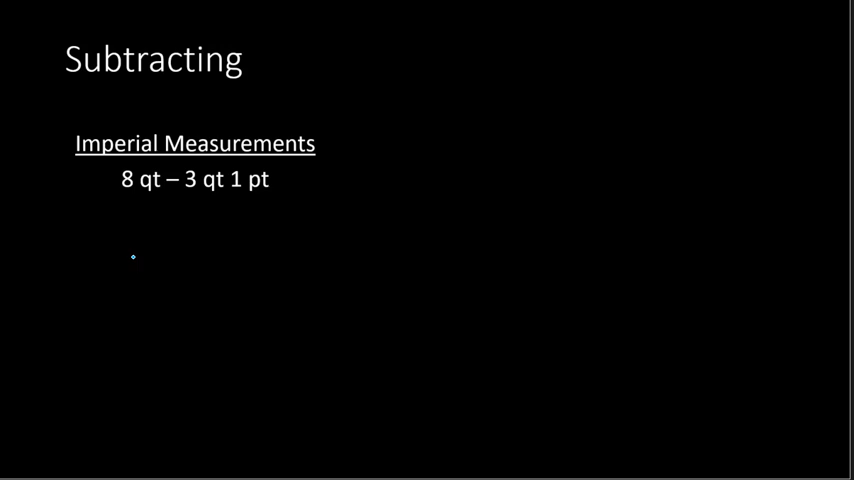 Subtracting
Imperial Measurements
8 qt – 3 qt 1 pt